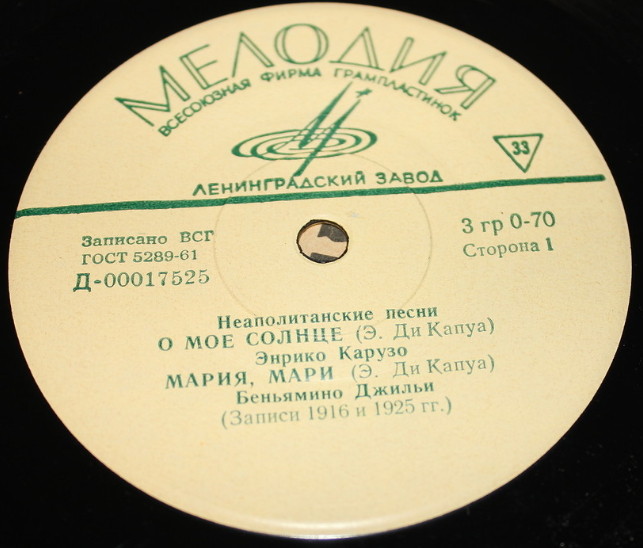 МЕЛОДИЯ
ВСЕСОЮЗНАЯ ФИРМА ГРАМПЛАСТИНОК
33
ЛЕНИНГРАДСКИЙ ЗАВОД
Записано ВСГ
ГОСТ 5289-61
Д-00017525
3 гр 0-70
Сторона 1
Неаполитанские песни
О МОЕ СОЛНЦЕ (Э. Ди Капуа)
Энрико Карузо
МАРИЯ, МАРИ (Э. Ди Капуа)
Беньямино Джильи
(Записи 1916 и 1925 гг.)